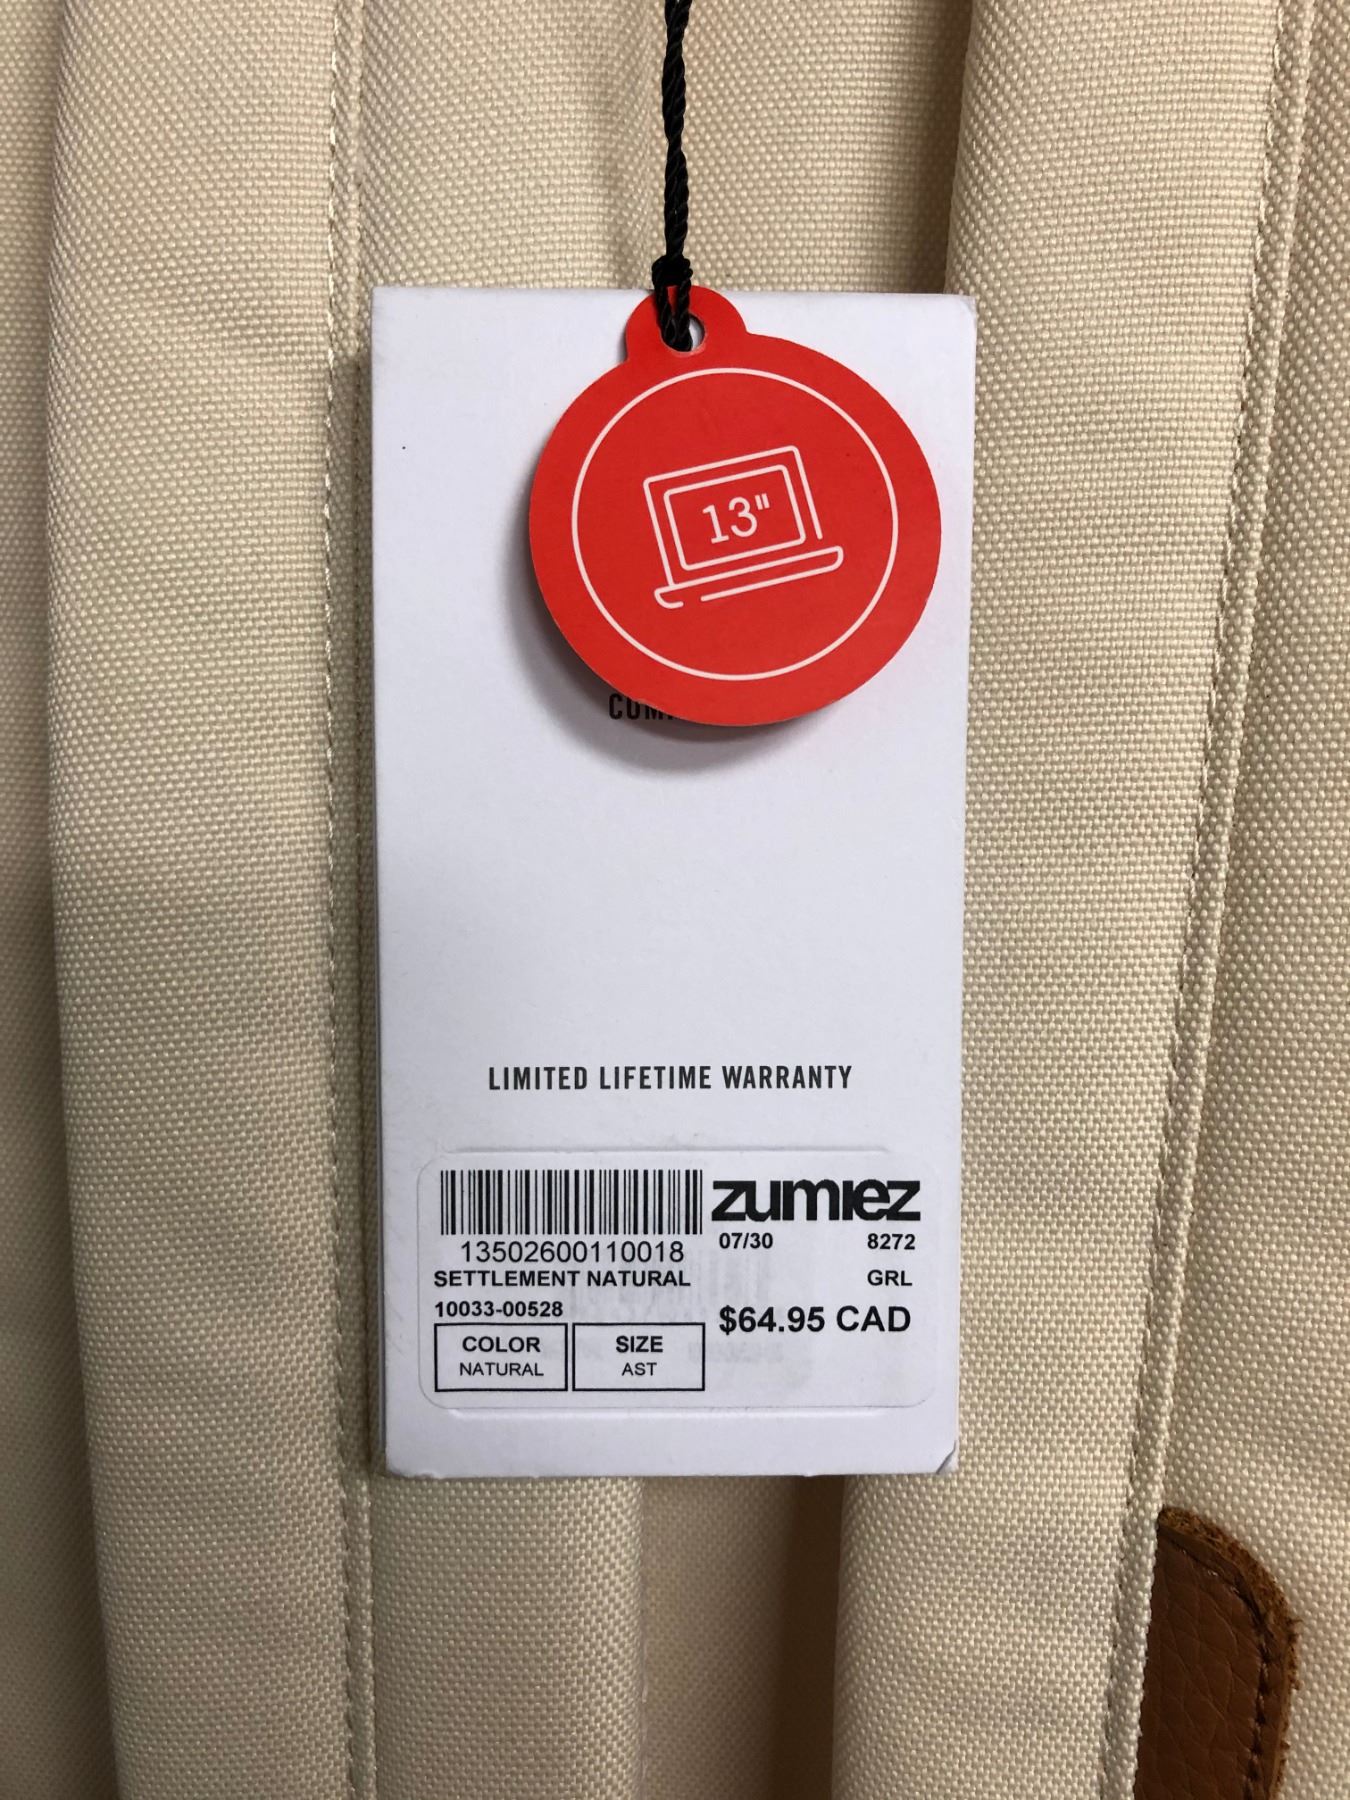 13"
LIMITED LIFETIME WARRANTY
zumiez
13502600110018
07/30 8272
SETTLEMENT NATURAL GRL
10033-00528
$64.95 CAD
COLOR SIZE
NATURAL AST